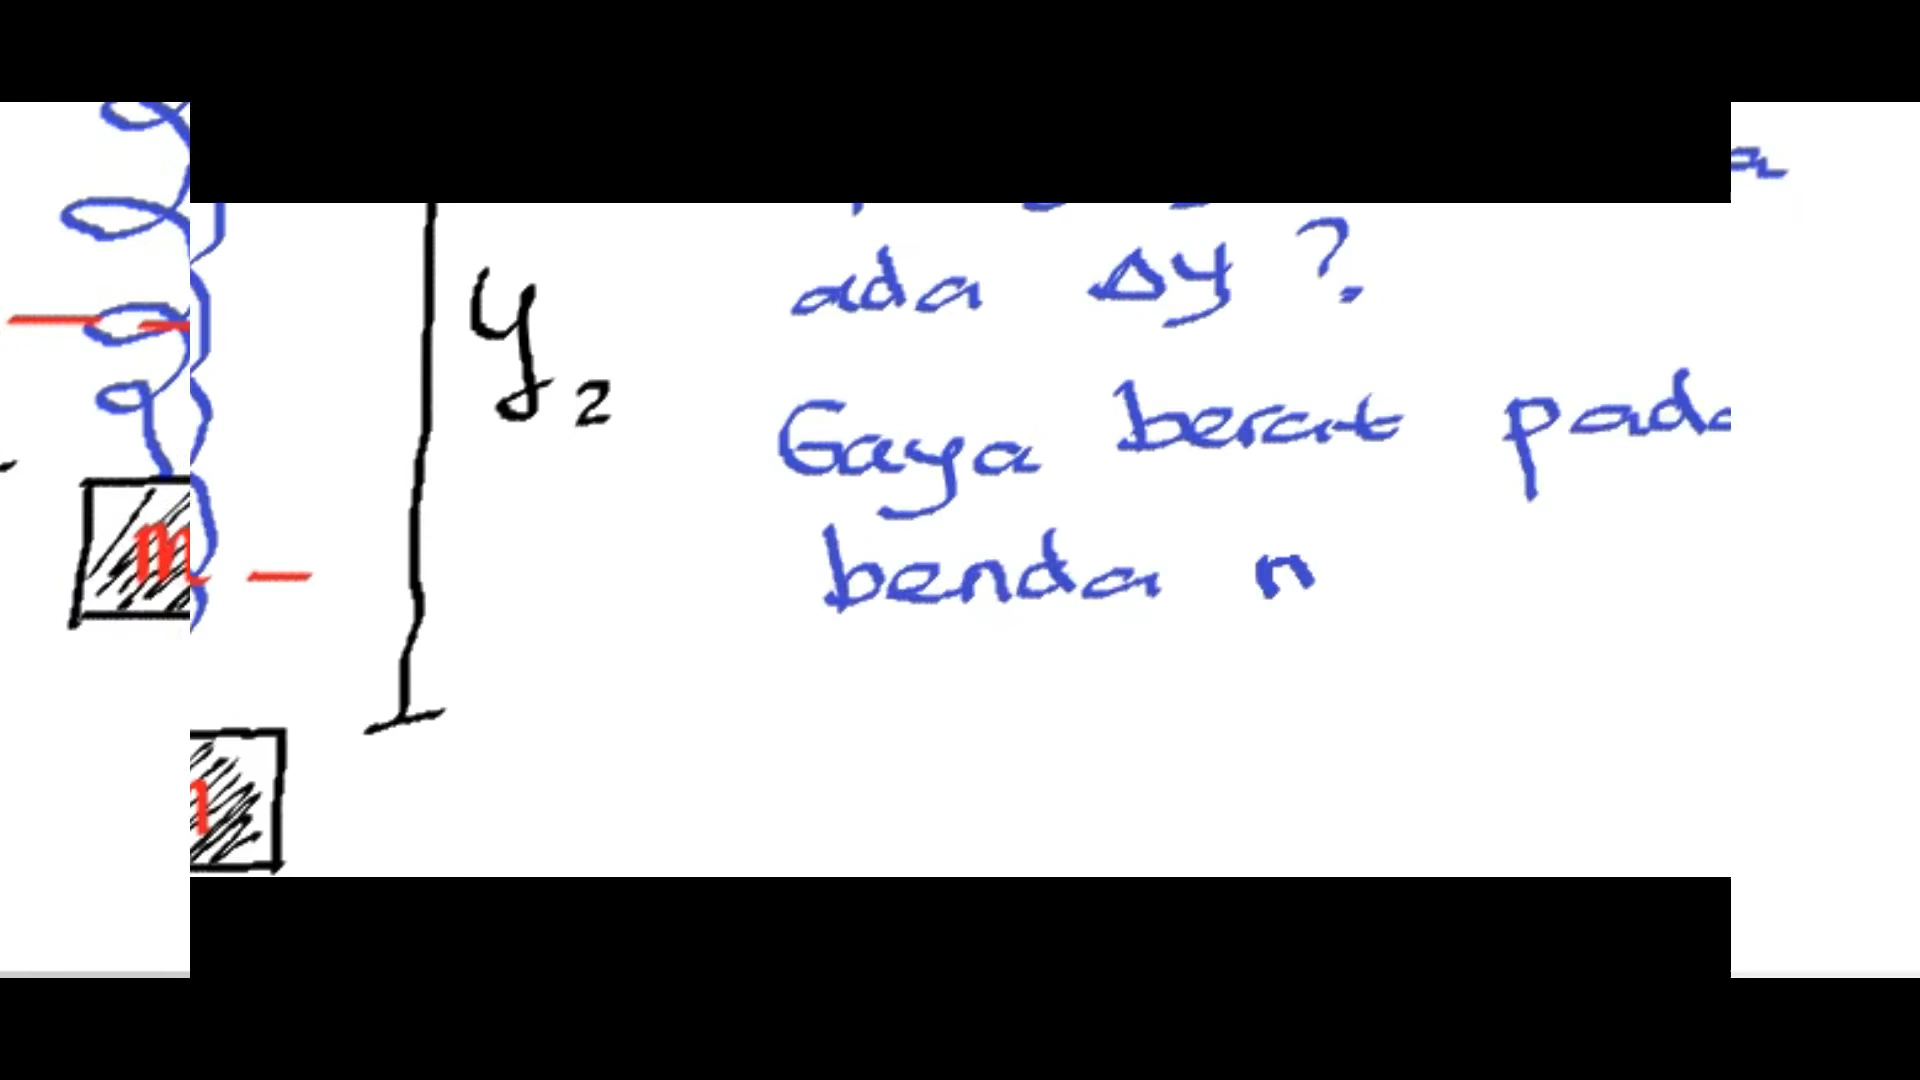 y2
ada Δy ?
Gaya berat pada
benda n
m